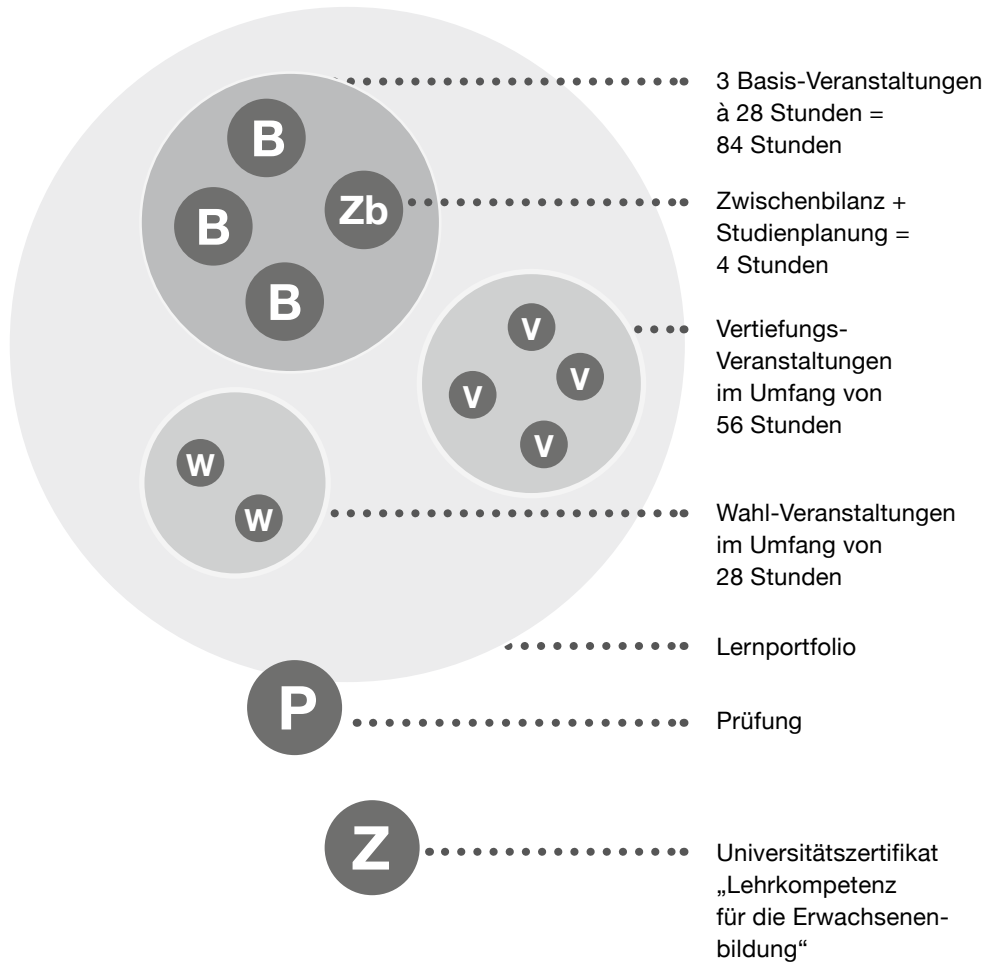 3 Basis-Veranstaltungen
à 28 Stunden =
84 Stunden
B
B
Zb
B
Zwischenbilanz +
Studienplanung =
4 Stunden
V
V
V
V
Vertiefungs-
Veranstaltungen
im Umfang von
56 Stunden
W
W
Wahl-Veranstaltungen
im Umfang von
28 Stunden
Lernportfolio
P
Prüfung
Z
Universitätszertifikat
„Lehrkompetenz
für die Erwachsenen-
bildung“